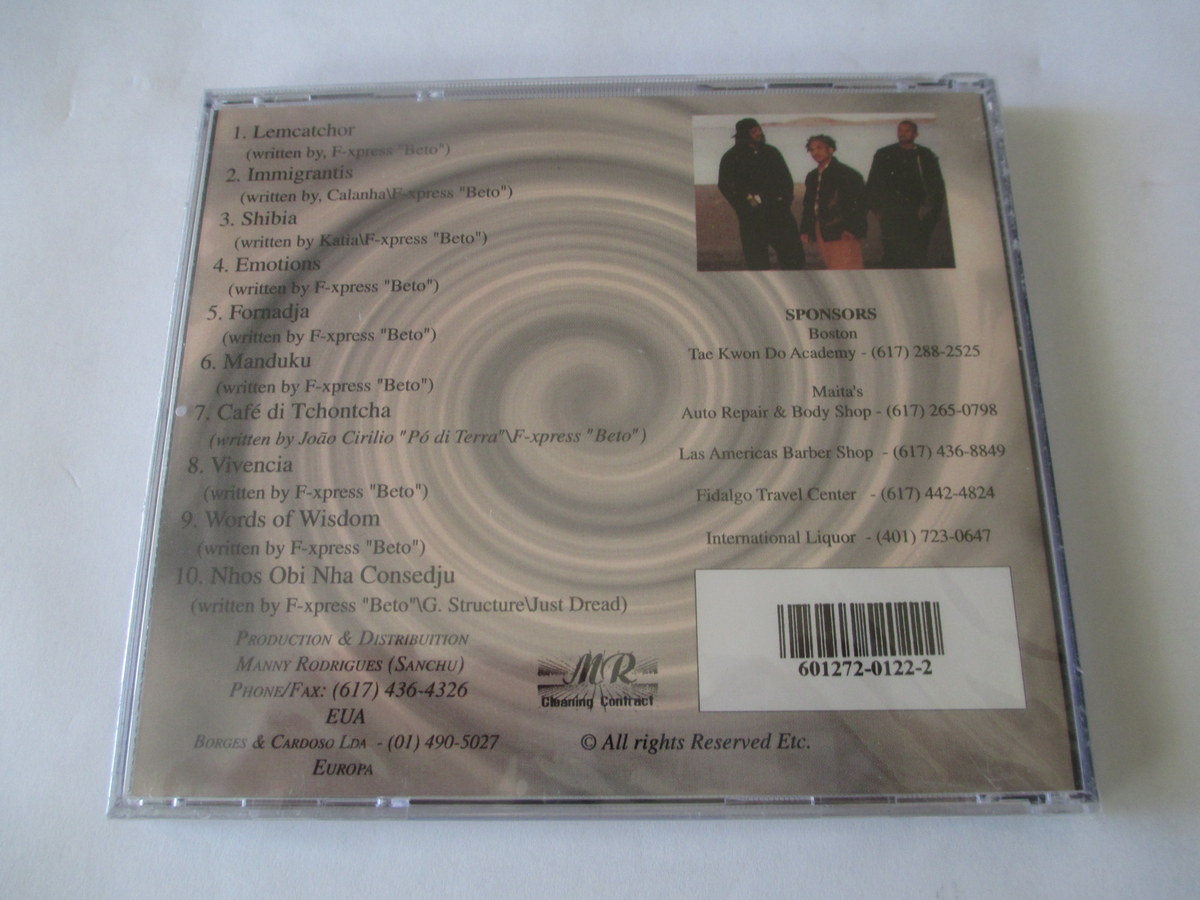 1. Lemcatchor
(written by, F-xpress "Beto")
2. Immigrantis
(written by, Calanha\F-xpress "Beto")
3. Shibia
(written by Katia\F-xpress "Beto")
4. Emotions
(written by F-xpress "Beto")
5. Fornadja
(written by F-xpress "Beto")
6. Manduku
(written by F-xpress "Beto")
7. Café di Tchontcha
(written by João Cirilio "Pó di Terra"\F-xpress "Beto")
8. Vivencia
(written by F-xpress "Beto")
9. Words of Wisdom
(written by F-xpress "Beto")
10. Nhos Obi Nha Consedju
(written by F-xpress "Beto"\G. Structure\Just Dread)
Production & Distribuition
Manny Rodrigues (Sanchu)
Phone/Fax: (617) 436-4326
EUA
Borges & Cardoso Lda - (01) 490-5027
Europa
MR
Cleaning Contract
© All rights Reserved Etc.
SPONSORS
Boston
Tae Kwon Do Academy - (617) 288-2525
Maita's
Auto Repair & Body Shop - (617) 265-0798
Las Americas Barber Shop - (617) 436-8849
Fidalgo Travel Center - (617) 442-4824
International Liquor - (401) 723-0647
601272-0122-2